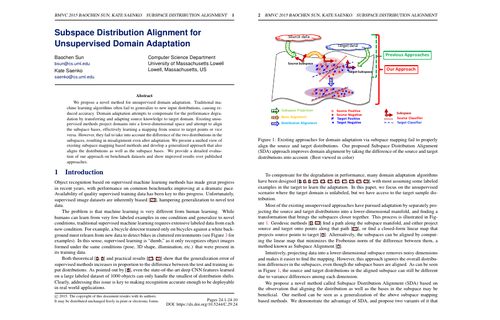 BMVC 2015 BAOCHEN SUN, KATE SAENKO: SUBSPACE DISTRIBUTION ALIGNMENT 1
Subspace Distribution Alignment for
Unsupervised Domain Adaptation
Baochen Sun
bsun@cs.uml.edu
Kate Saenko
saenko@cs.uml.edu
Computer Science Department
University of Massachusetts Lowell
Lowell, Massachusetts, US
Abstract
We propose a novel method for unsupervised domain adaptation. Traditional ma-
chine learning algorithms often fail to generalize to new input distributions, causing re-
duced accuracy. Domain adaptation attempts to compensate for the performance degra-
dation by transferring and adapting source knowledge to target domain. Existing unsu-
pervised methods project domains into a lower-dimensional space and attempt to align
the subspace bases, effectively learning a mapping from source to target points or vice
versa. However, they fail to take into account the difference of the two distributions in the
subspaces, resulting in misalignment even after adaptation. We present a unified view of
existing subspace mapping based methods and develop a generalized approach that also
aligns the distributions as well as the subspace bases. We provide a detailed evalua-
tion of our approach on benchmark datasets and show improved results over published
approaches.
1 Introduction
Object recognition based on supervised machine learning methods has made great progress
in recent years, with performance on common benchmarks improving at a dramatic pace.
Availability of quality supervised training data has been key to this progress. Unfortunately,
supervised image datasets are inherently biased, hampering generalization to novel test
data.
The problem is that machine learning is very different from human learning. While
humans can learn from very few labeled examples in one condition and generalize to novel
conditions, traditional supervised machine learning requires numerous labeled data from each
new condition. For example, a bicycle detector trained only on bicycles against a white back-
ground must relearn from new data to detect bikes in cluttered environments (see Figure 1 for
examples). In this sense, supervised learning is "dumb," as it only recognizes object images
formed under the same conditions (pose, 3D shape, illumination, etc.) that were present in
its training data.
Both theoretical and practical results show that the generalization error of
supervised methods increases in proportion to the difference between the test and training in-
put distributions. As pointed out by, even the state-of-the-art deep CNN features learned
on a large labeled dataset of 1000 objects can only handle the smallest of distribution shifts.
Clearly, addressing this issue is key to making recognition accurate enough to be deployable
in real world applications.
© 2015. The copyright of this document resides with its authors.
It may be distributed unchanged freely in print or electronic forms.
Pages 24.1-24.10
DOI: https://dx.doi.org/10.5244/C.29.24
2 BMVC 2015 BAOCHEN SUN, KATE SAENKO: SUBSPACE DISTRIBUTION ALIGNMENT
Source data
Target data
Source Subspace
Target Subspace
Previous Approaches
Our Approach
Subspace Projection
Basis Alignment
Distribution Alignment
Source Positive
Source Negative
Target Positive
Target Negative
Subspace
Source Classifier
Target Classifier
Figure 1: Existing approaches for domain adaptation via subspace mapping fail to properly
align the source and target distributions. Our proposed Subspace Distribution Alignment
(SDA) approach improves domain alignment by taking the difference of the source and target
distributions into account (Best viewed in color)
To compensate for the degradation in performance, many domain adaptation algorithms
have been designed, with most assuming some labeled
examples in the target to learn the adaptation. In this paper, we focus on the unsupervised
scenario where the target domain is unlabeled, but we have access to the target sample dis-
tribution.
Most of the existing unsupervised approaches have pursued adaptation by separately pro-
jecting the source and target distributions into a lower-dimensional manifold, and finding a
transformation that brings the subspaces closer together. This process is illustrated in Fig-
ure 1. Geodesic methods find a path along the subspace manifold, and either project
source and target onto points along that path, or find a closed-form linear map that
projects source points to target. Alternatively, the subspaces can be aligned by comput-
ing the linear map that minimizes the Frobenius norm of the difference between them, a
method known as Subspace Alignment.
Intuitively, projecting data into a lower dimensional subspace removes noisy dimensions
and makes it easier to find the mapping. However, this approach ignores the overall distribu-
tion differences in the subspaces, even though the subspace bases are aligned. As can be seen
in Figure 1, the source and target distributions in the aligned subspace can still be different
due to variance differences along each dimension.
We propose a novel method called Subspace Distribution Alignment (SDA) based on
the observation that aligning the distribution as well as the bases in the subspace may be
beneficial. Our method can be seen as a generalization of the above subspace mapping
based methods. We demonstrate the advantage of SDA, and propose two variants of it that